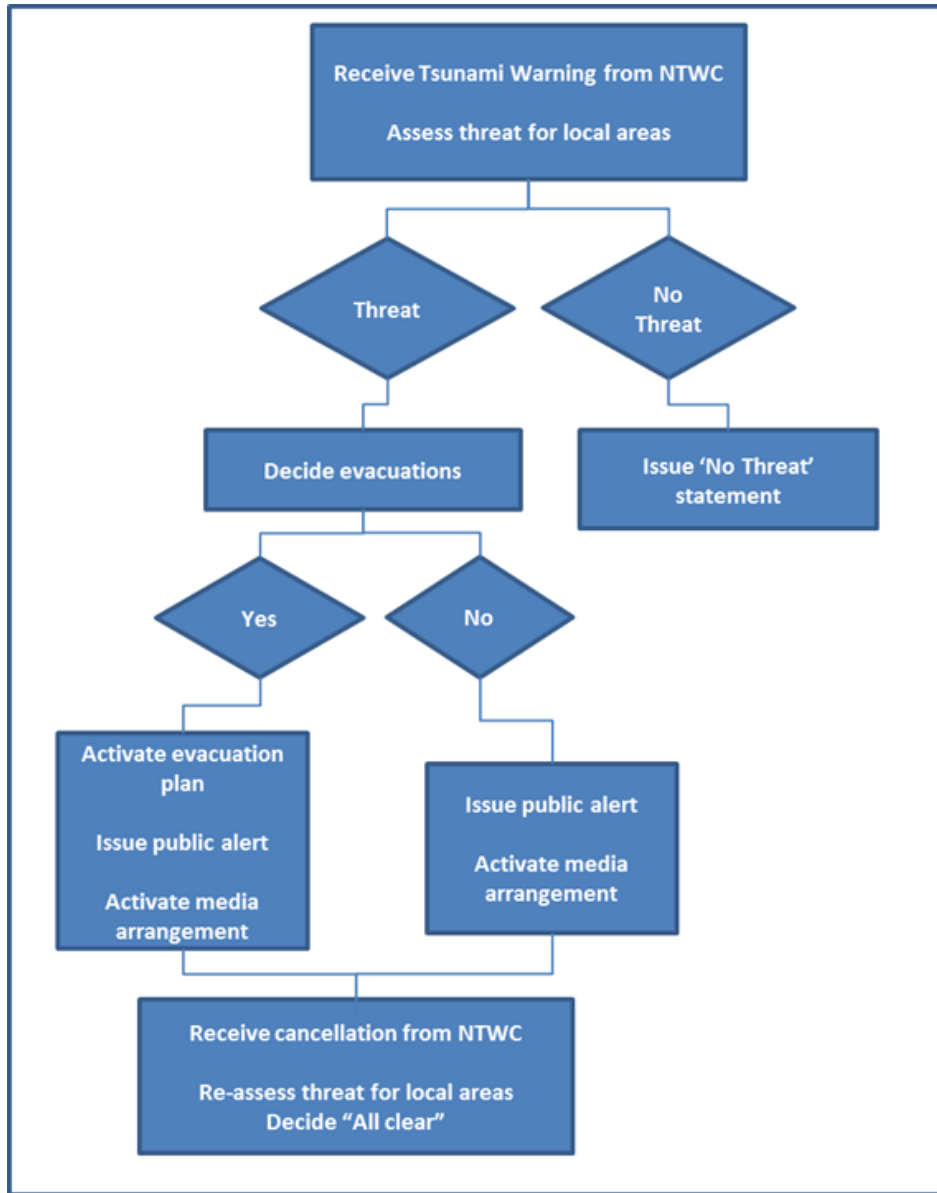 Receive Tsunami Warning from NTWC
Assess threat for local areas
Threat
No
Threat
Decide evacuations
Issue ‘No Threat’
statement
Yes
No
Activate evacuation
plan
Issue public alert
Activate media
arrangement
Issue public alert
Activate media
arrangement
Receive cancellation from NTWC
Re-assess threat for local areas
Decide “All clear”